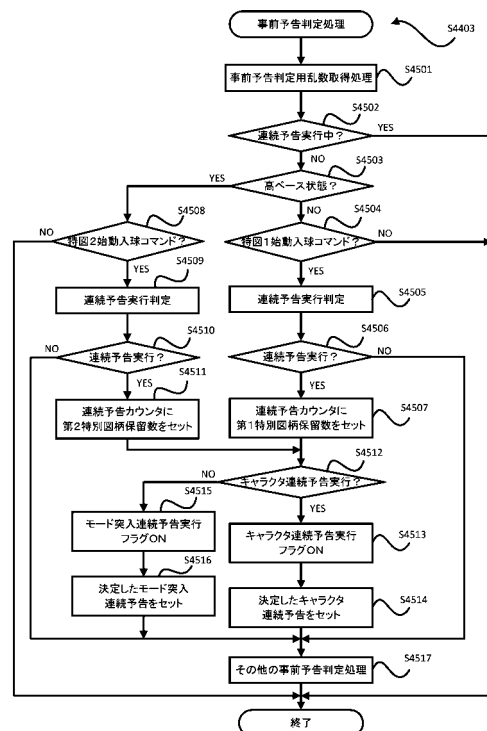 事前予告判定処理
S4403
事前予告判定用乱数取得処理
S4501
S4502
連続予告実行中?
YES
NO
S4503
高ベース状態?
YES
NO
S4508
特図2始動入球コマンド?
NO
YES
S4504
特図1始動入球コマンド?
NO
YES
S4509
連続予告実行判定
S4505
連続予告実行判定
S4510
連続予告実行?
NO
YES
S4506
連続予告実行?
NO
YES
S4511
連続予告カウンタに
第2特別図柄保留数をセット
S4507
連続予告カウンタに
第1特別図柄保留数をセット
S4512
キャラクタ連続予告実行?
NO
YES
S4515
モード突入連続予告実行
フラグON
S4513
キャラクタ連続予告実行
フラグON
S4516
決定したモード突入
連続予告をセット
S4514
決定したキャラクタ
連続予告をセット
S4517
その他の事前予告判定処理
終了